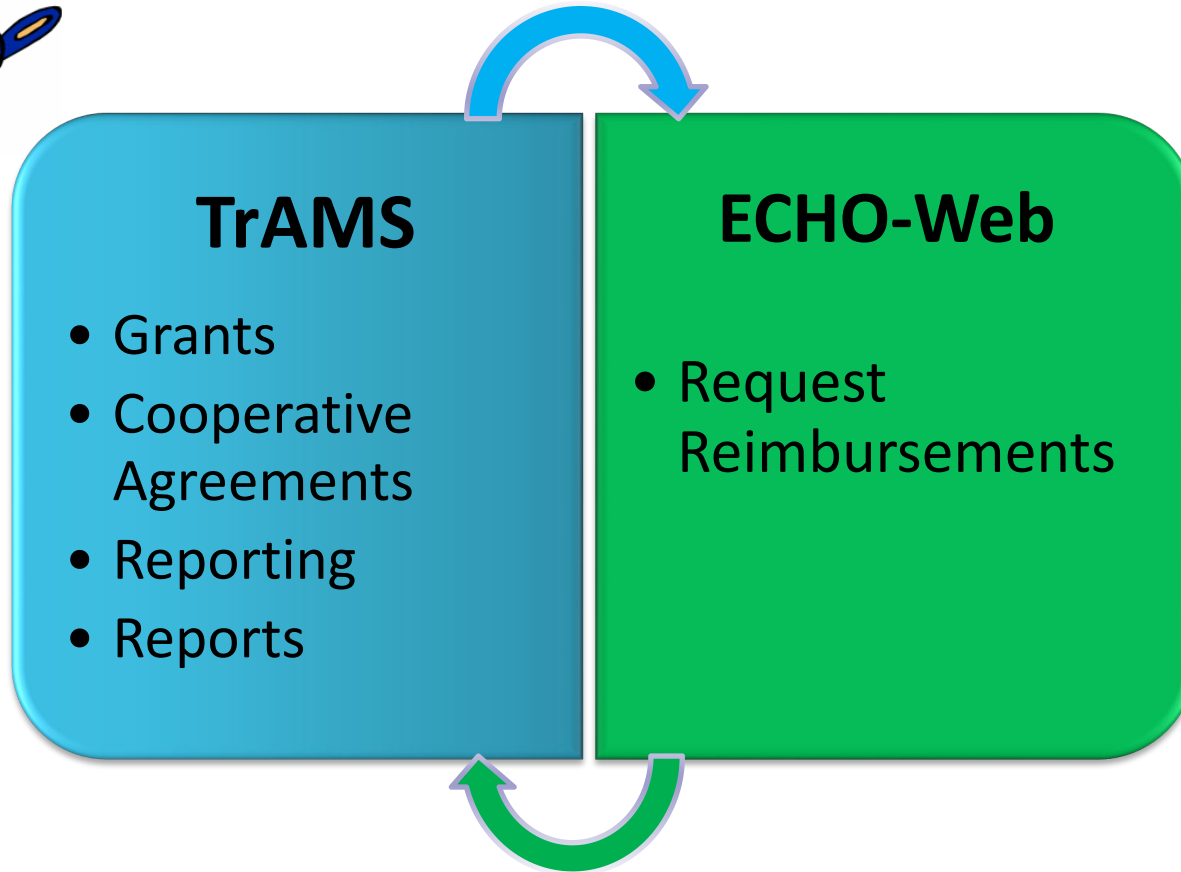 TrAMS
• Grants
• Cooperative
Agreements
• Reporting
• Reports
ECHO-Web
• Request
Reimbursements